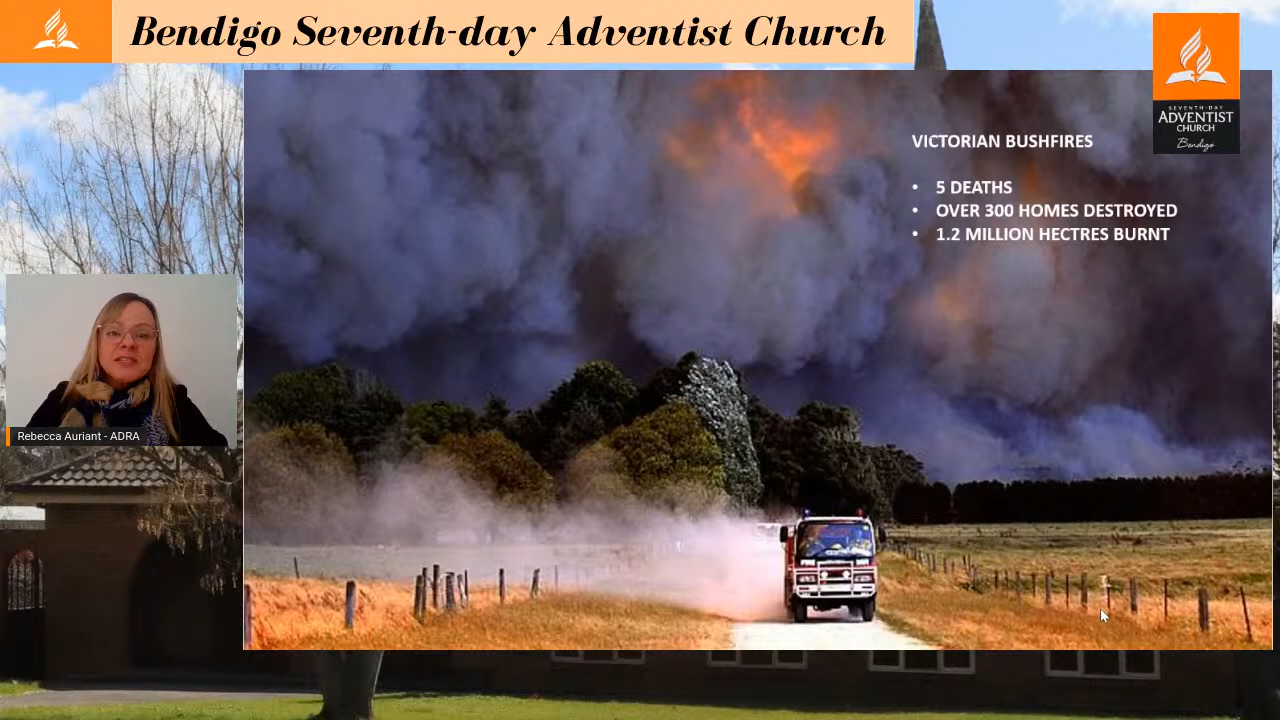 Bendigo Seventh-day Adventist Church
SEVENTH-DAY
ADVENTIST
CHURCH
Bendigo
VICTORIAN BUSHFIRES
• 5 DEATHS
• OVER 300 HOMES DESTROYED
• 1.2 MILLION HECTRES BURNT
Rebecca Auriant - ADRA